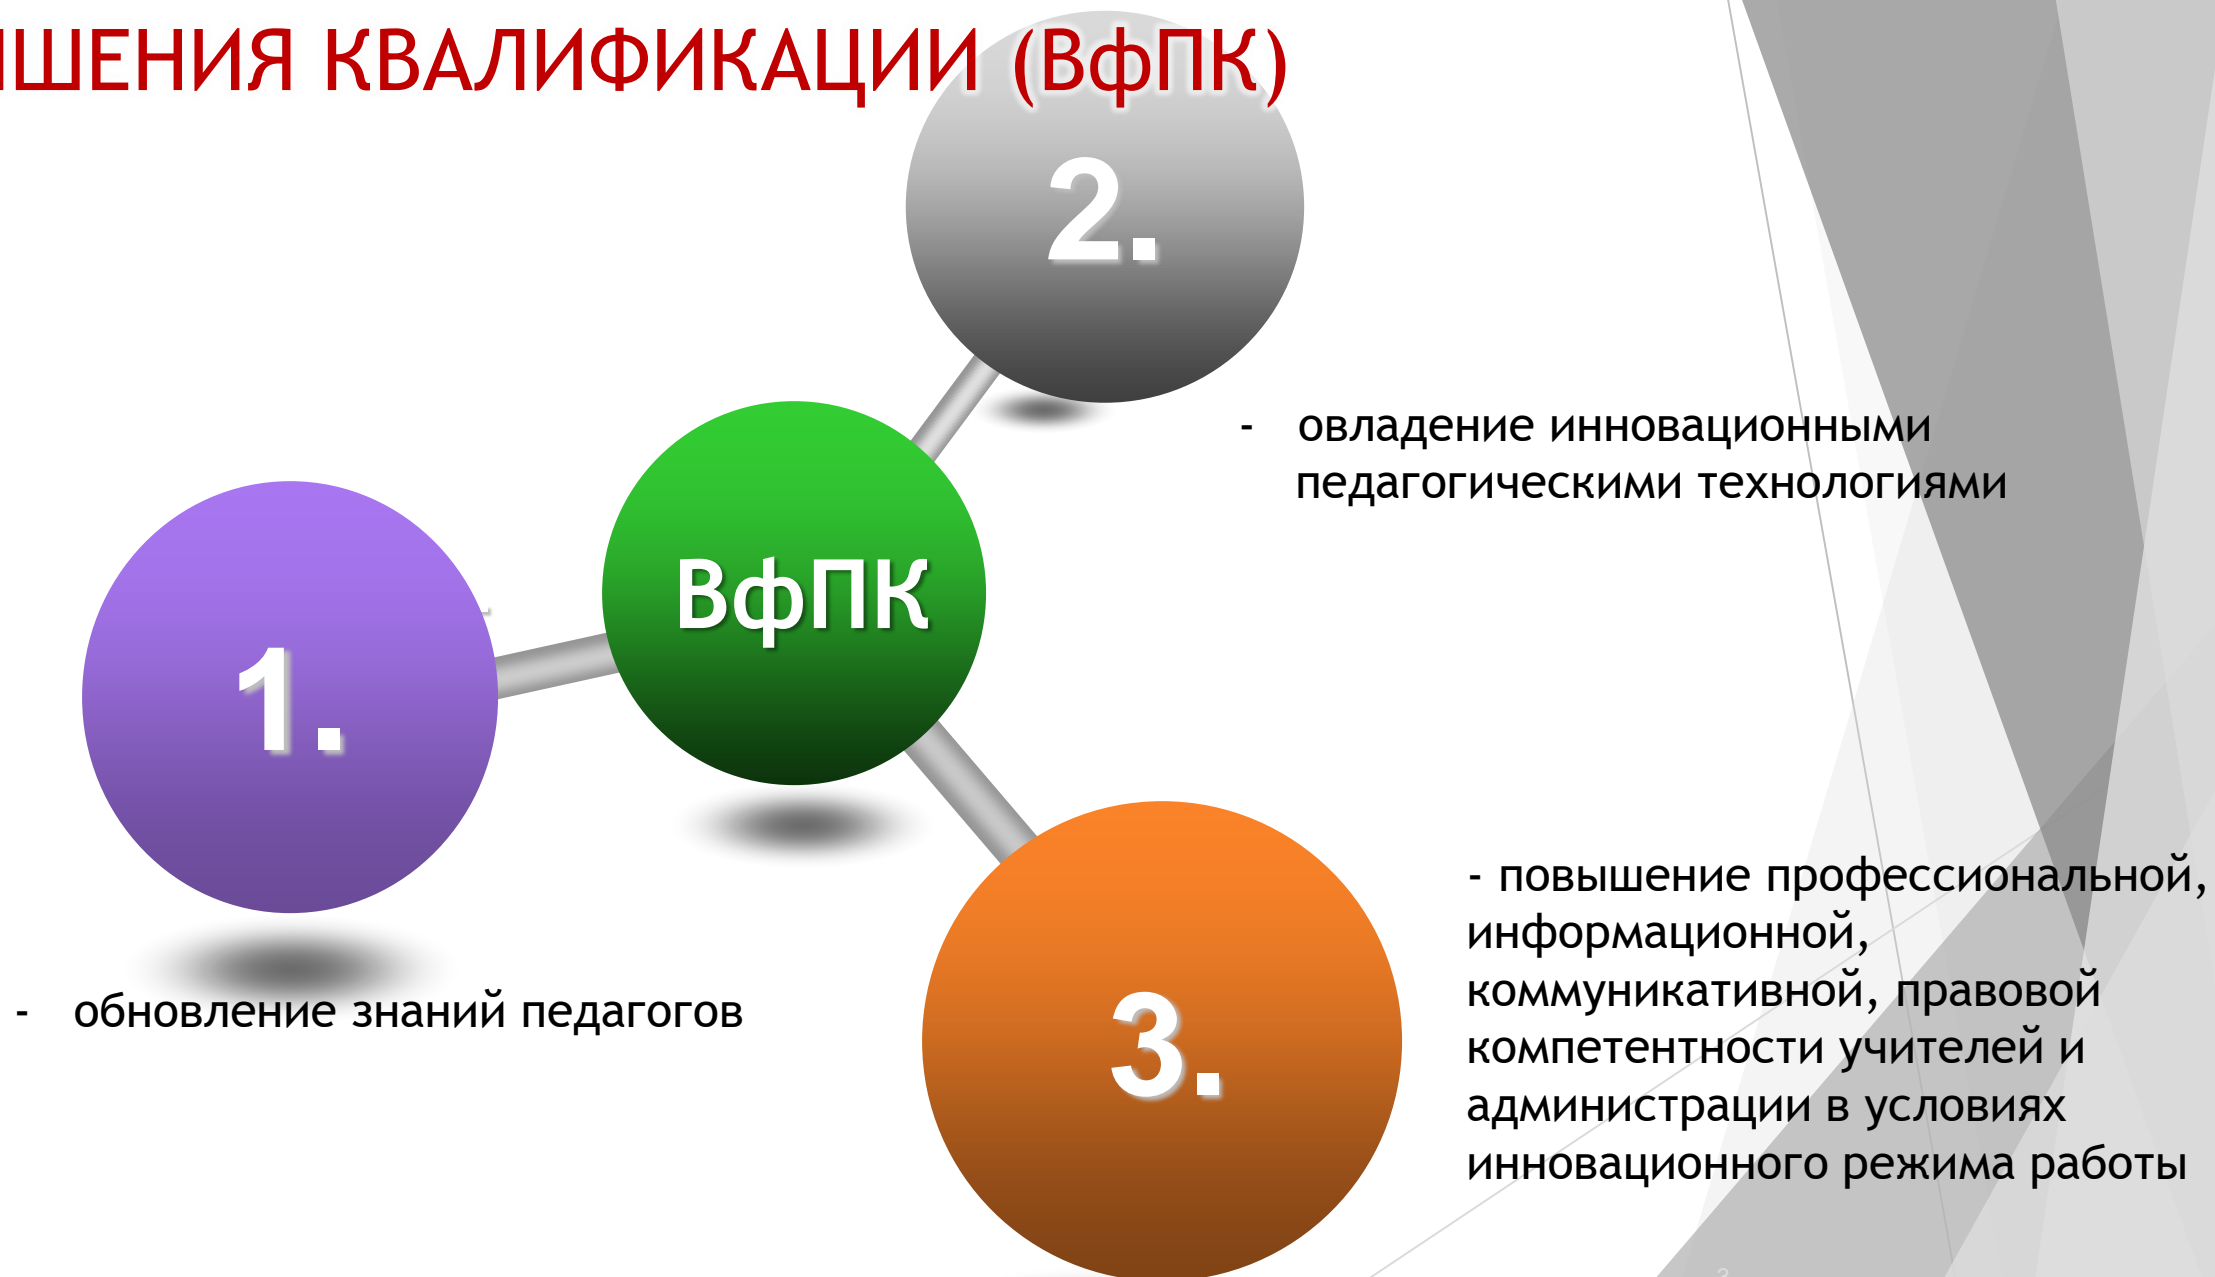 ШЕНИЯ КВАЛИФИКАЦИИ (ВфПК)
2.
- овладение инновационными
педагогическими технологиями
ВфПК
1.
- обновление знаний педагогов
3.
- повышение профессиональной,
информационной,
коммуникативной, правовой
компетентности учителей и
администрации в условиях
инновационного режима работы
3